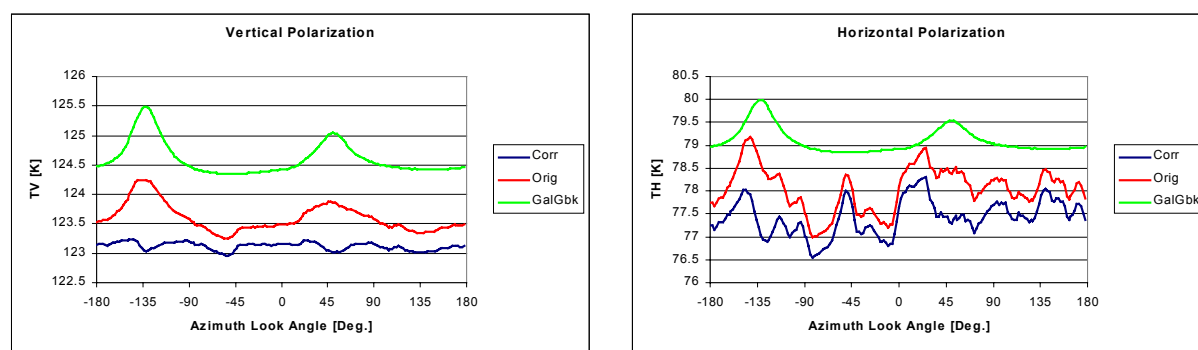 Vertical Polarization
TV [K]
126
125.5
125
124.5
124
123.5
123
122.5
-180 -135 -90 -45 0 45 90 135 180
Azimuth Look Angle [Deg.]
Corr
Orig
GalGbk
Horizontal Polarization
TH [K]
80.5
80
79.5
79
78.5
78
77.5
77
76.5
76
-180 -135 -90 -45 0 45 90 135 180
Azimuth Look Angle [Deg.]
Corr
Orig
GalGbk